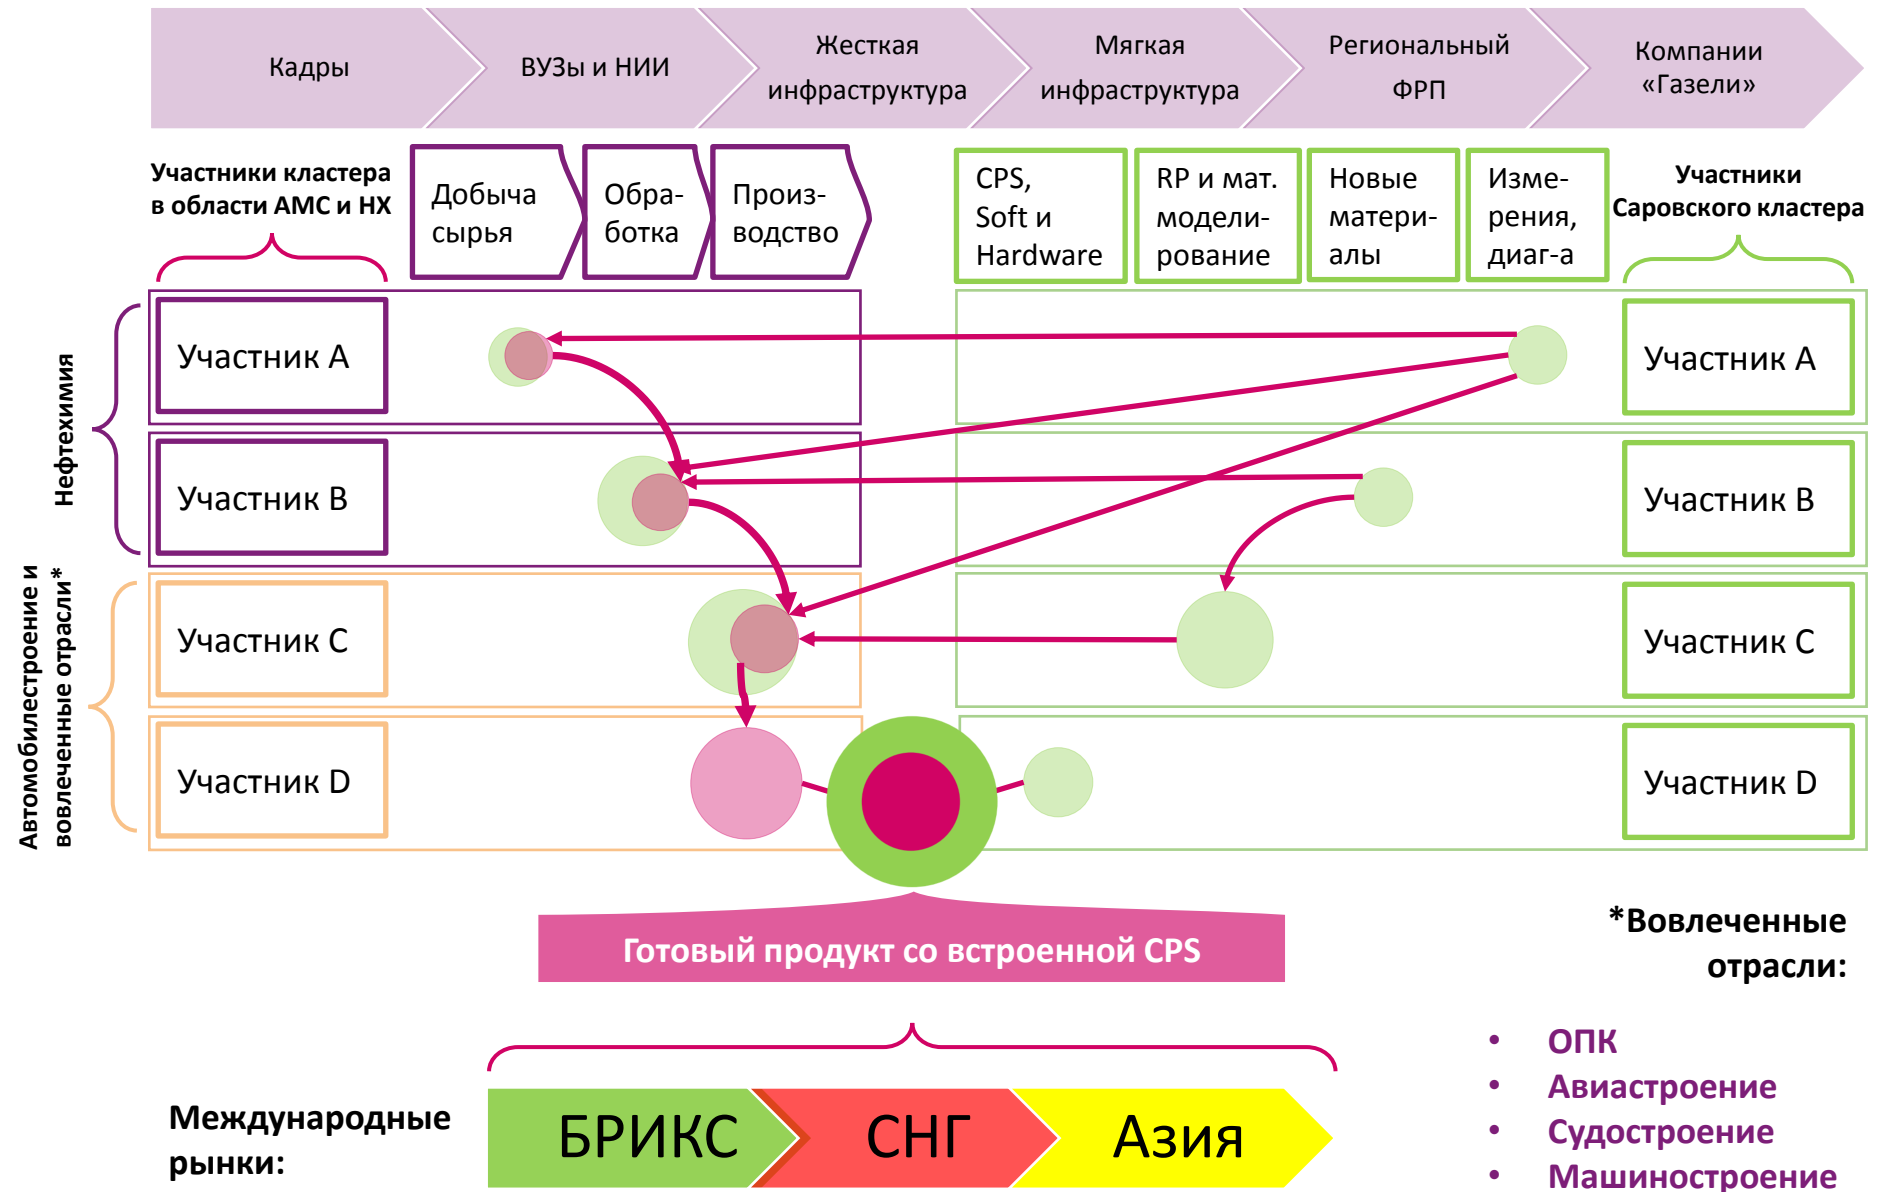 Кадры
ВУЗы и НИИ
Жесткая
инфраструктура
Мягкая
инфраструктура
Региональный
ФРП
Компании
«Газели»
Участники кластера
в области АМС и НХ
Добыча
сырья
Обра-
ботка
Произ-
водство
CPS,
Soft и
Hardware
RP и мат.
модели-
рование
Новые
матери-
алы
Изме-
рения,
диаг-а
Участники
Саровского кластера
Нефтехимия
Участник A
Участник A
Участник B
Участник B
Автомобилестроение и
вовлеченные отрасли*
Участник C
Участник C
Участник D
Участник D
Готовый продукт со встроенной CPS
*Вовлеченные
отрасли:
• ОПК
• Авиастроение
• Судостроение
• Машиностроение
Международные
рынки:
БРИКС
СНГ
Азия